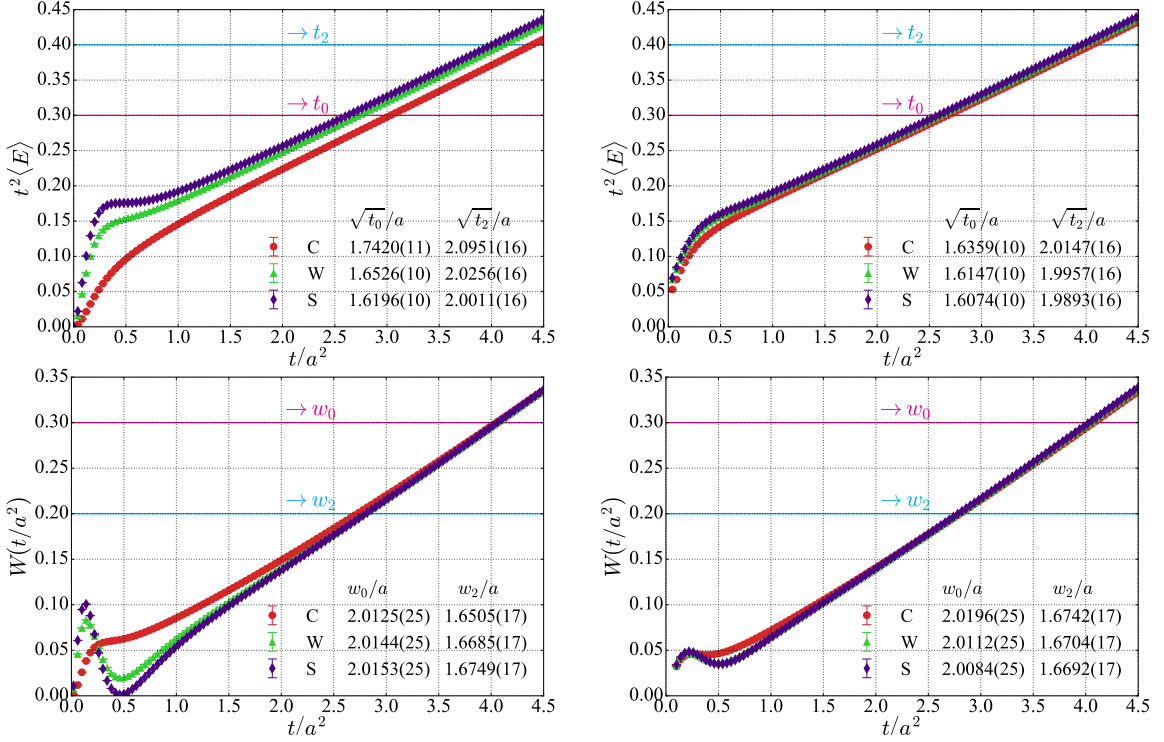 t²⟨E⟩
0.45
0.40
0.35
0.30
0.25
0.20
0.15
0.10
0.05
0.00
→ t₂
→ t₀
√t₀/a √t₂/a
C 1.7420(11) 2.0951(16)
W 1.6526(10) 2.0256(16)
S 1.6196(10) 2.0011(16)
0.0 0.5 1.0 1.5 2.0 2.5 3.0 3.5 4.0 4.5
t/a²
t²⟨E⟩
0.45
0.40
0.35
0.30
0.25
0.20
0.15
0.10
0.05
0.00
→ t₂
→ t₀
√t₀/a √t₂/a
C 1.6359(10) 2.0147(16)
W 1.6147(10) 1.9957(16)
S 1.6074(10) 1.9893(16)
0.0 0.5 1.0 1.5 2.0 2.5 3.0 3.5 4.0 4.5
t/a²
W(t/a²)
0.35
0.30
0.25
0.20
0.15
0.10
0.05
0.00
→ w₀
→ w₂
w₀/a w₂/a
C 2.0125(25) 1.6505(17)
W 2.0144(25) 1.6685(17)
S 2.0153(25) 1.6749(17)
0.0 0.5 1.0 1.5 2.0 2.5 3.0 3.5 4.0 4.5
t/a²
W(t/a²)
0.35
0.30
0.25
0.20
0.15
0.10
0.05
0.00
→ w₀
→ w₂
w₀/a w₂/a
C 2.0196(25) 1.6742(17)
W 2.0112(25) 1.6704(17)
S 2.0084(25) 1.6692(17)
0.0 0.5 1.0 1.5 2.0 2.5 3.0 3.5 4.0 4.5
t/a²